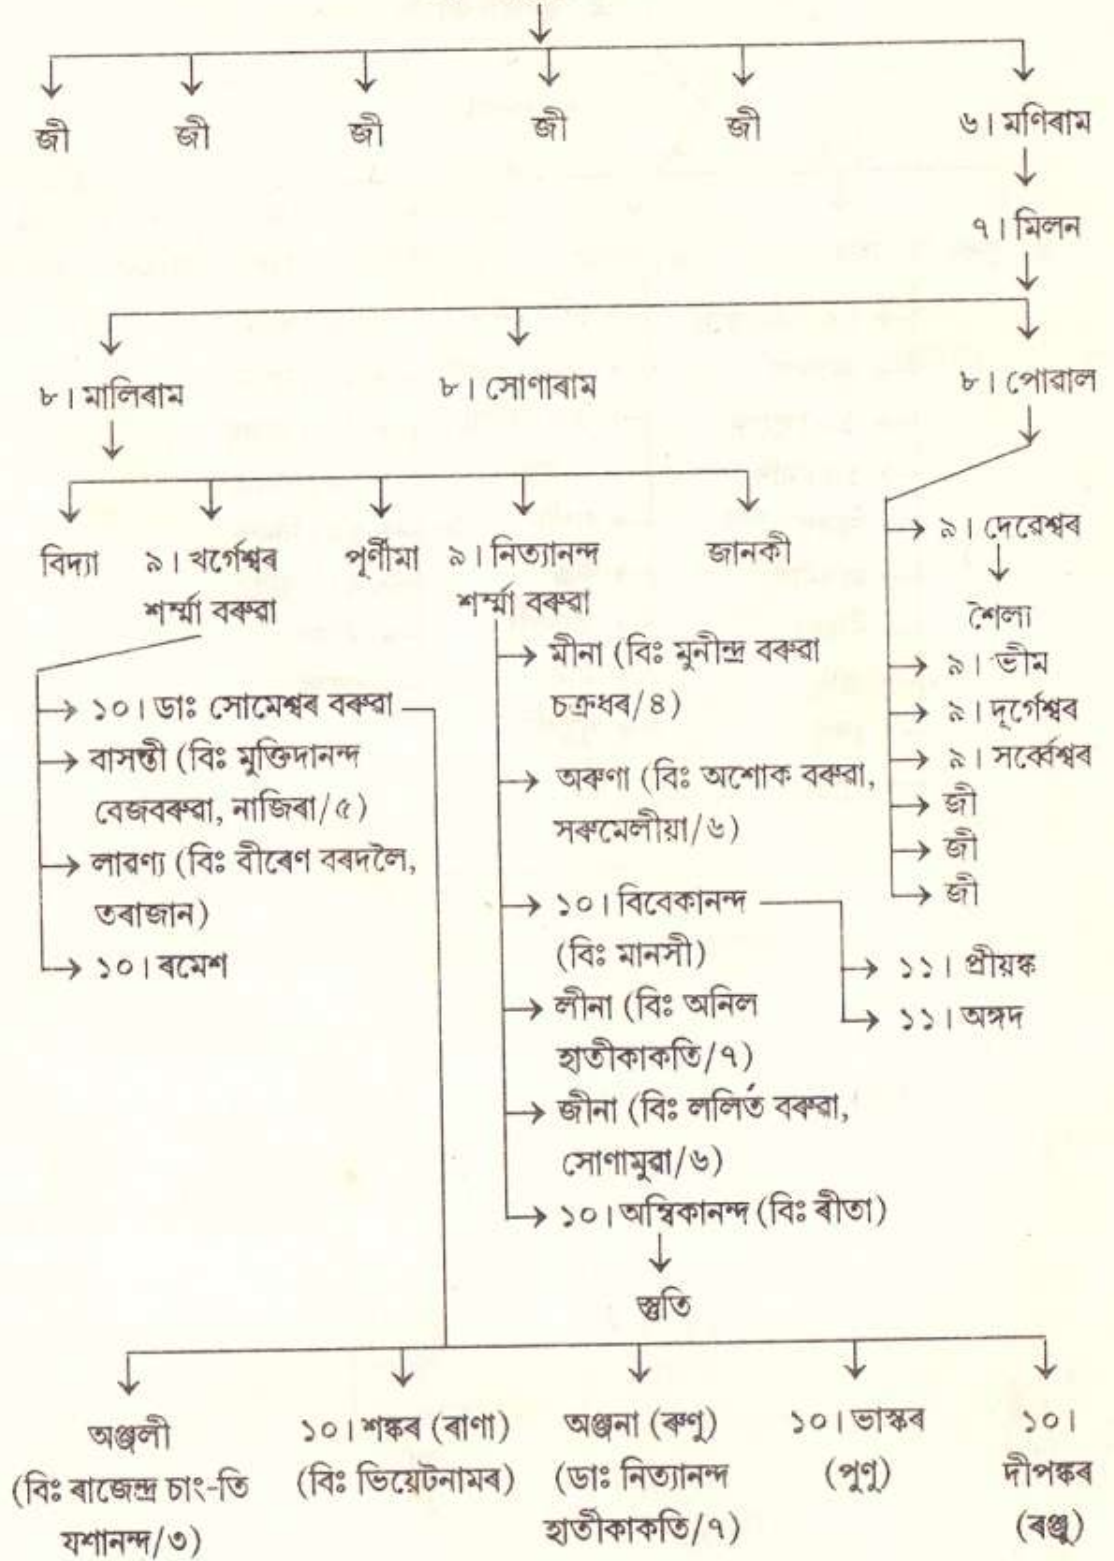 জী জী জী জী জী ৬। মণিৰাম
৭। মিলন
৮। মালিৰাম ৮। সোণাৰাম ৮। পোৱাল
বিদ্যা ৯। খৰ্গেশ্বৰ পূৰ্ণীমা ৯। নিত্যানন্দ জানকী
শৰ্ম্মা বৰুৱা শৰ্ম্মা বৰুৱা
৯। দেৱেশ্বৰ
শৈল্য
৯। ভীম
৯। দূৰ্গেশ্বৰ
৯। সৰ্ব্বেশ্বৰ
জী
জী
জী
১০। ডাঃ সোমেশ্বৰ বৰুৱা
বাসন্তী (বিঃ মুক্তিদানন্দ
বেজবৰুৱা, নাজিৰা/৫)
লাৱণ্য (বিঃ বীৰেণ বৰদলৈ,
তৰাজান)
১০। ৰমেশ
মীনা (বিঃ মুনীন্দ্ৰ বৰুৱা
চক্ৰধৰ/৪)
অৰুণা (বিঃ অশোক বৰুৱা,
সৰুমেলীয়া/৬)
১০। বিবেকানন্দ
(বিঃ মানসী)
লীনা (বিঃ অনিল
হাতীকাকতি/৭)
জীনা (বিঃ ললিত বৰুৱা,
সোণামুৱা/৬)
১০। অম্বিকানন্দ (বিঃ ৰীতা)
স্তুতি
১১। প্ৰীয়ঙ্ক
১১। অঙ্গদ
অঞ্জলী ১০। শঙ্কৰ (ৰাণা) অঞ্জনা (ৰুণু) ১০। ভাস্কৰ ১০।
(বিঃ ৰাজেন্দ্ৰ চাং-তি (বিঃ ভিয়েটনামৰ) (ডাঃ নিত্যানন্দ (পুণু) দীপঙ্কৰ
যশানন্দ/৩) হাতীকাকতি/৭) (ৰঞ্জু)